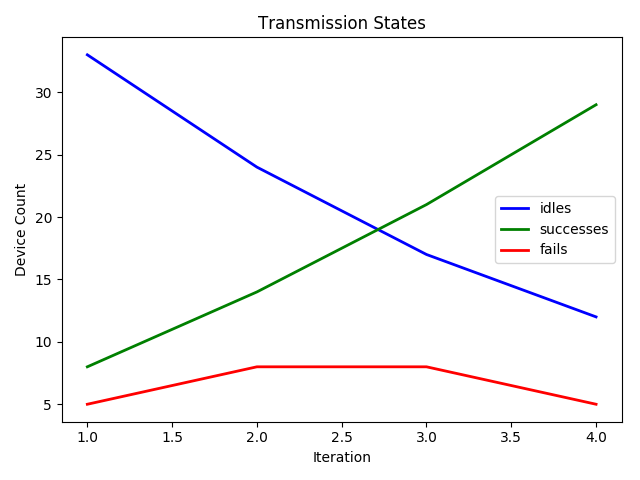 Transmission States
Device Count
30
25
20
15
10
5
idles
successes
fails
1.0 1.5 2.0 2.5 3.0 3.5 4.0
Iteration